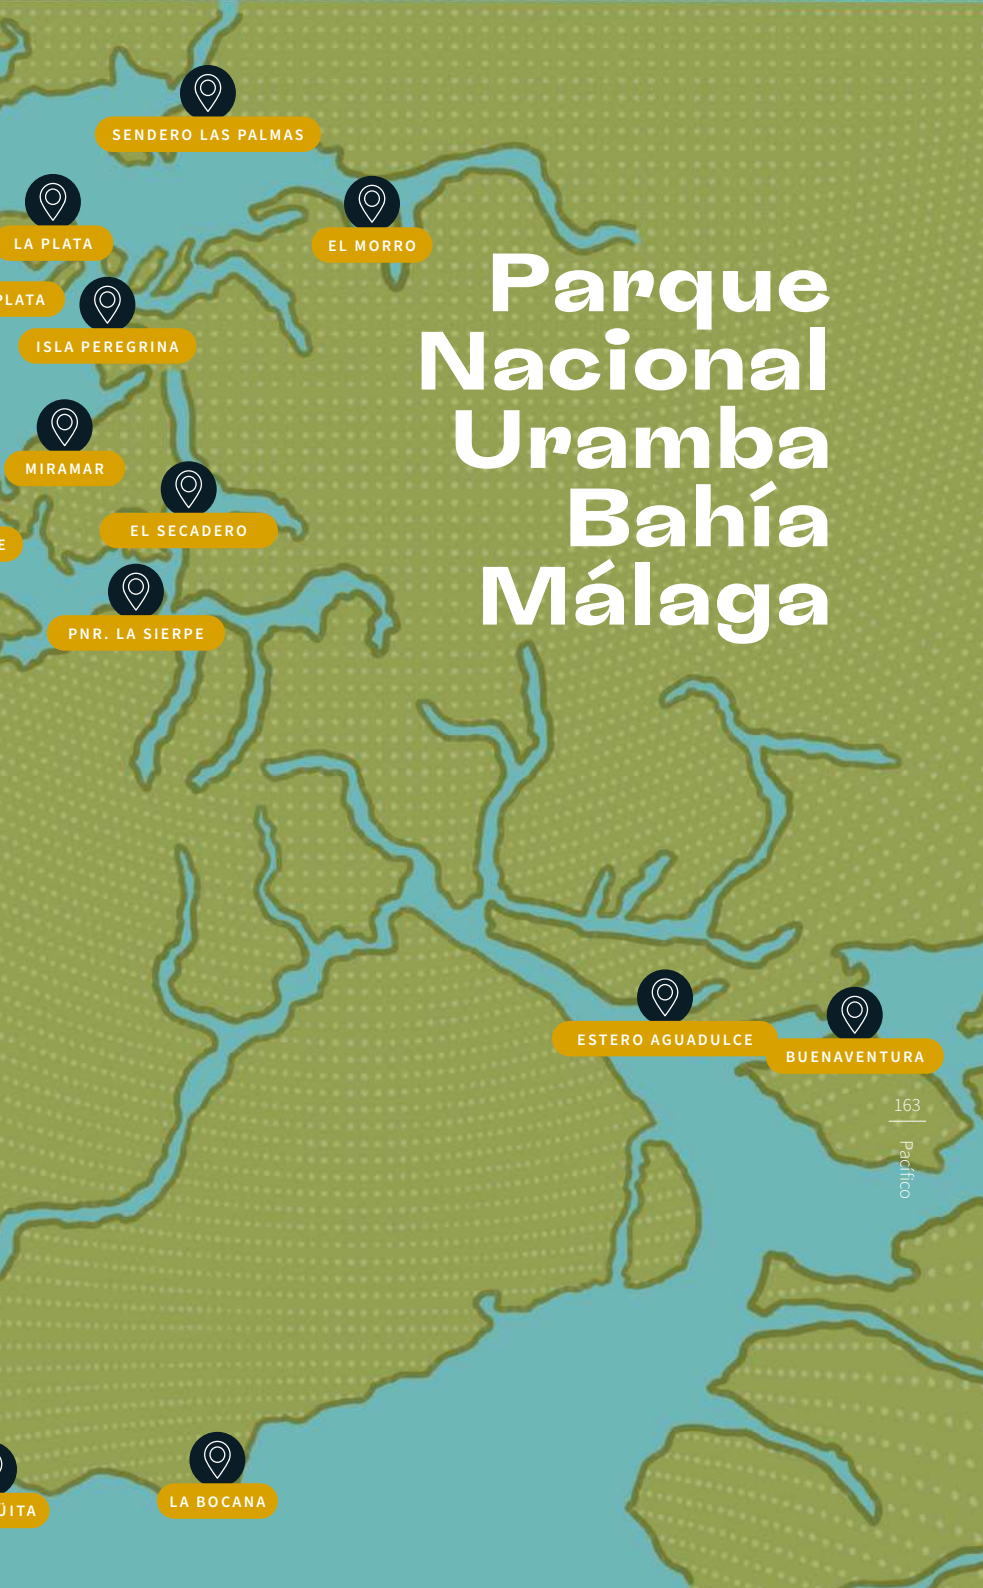 SENDERO LAS PALMAS
LA PLATA
EL MORRO
PLATA
ISLA PEREGRINA
Parque
Nacional
Uramba
Bahía
Málaga
MIRAMAR
EL SECADERO
E
PNR. LA SIERPE
ESTERO AGUADULCE
BUENAVENTURA
163
Pacífico
LA BOCANA
ÜITA